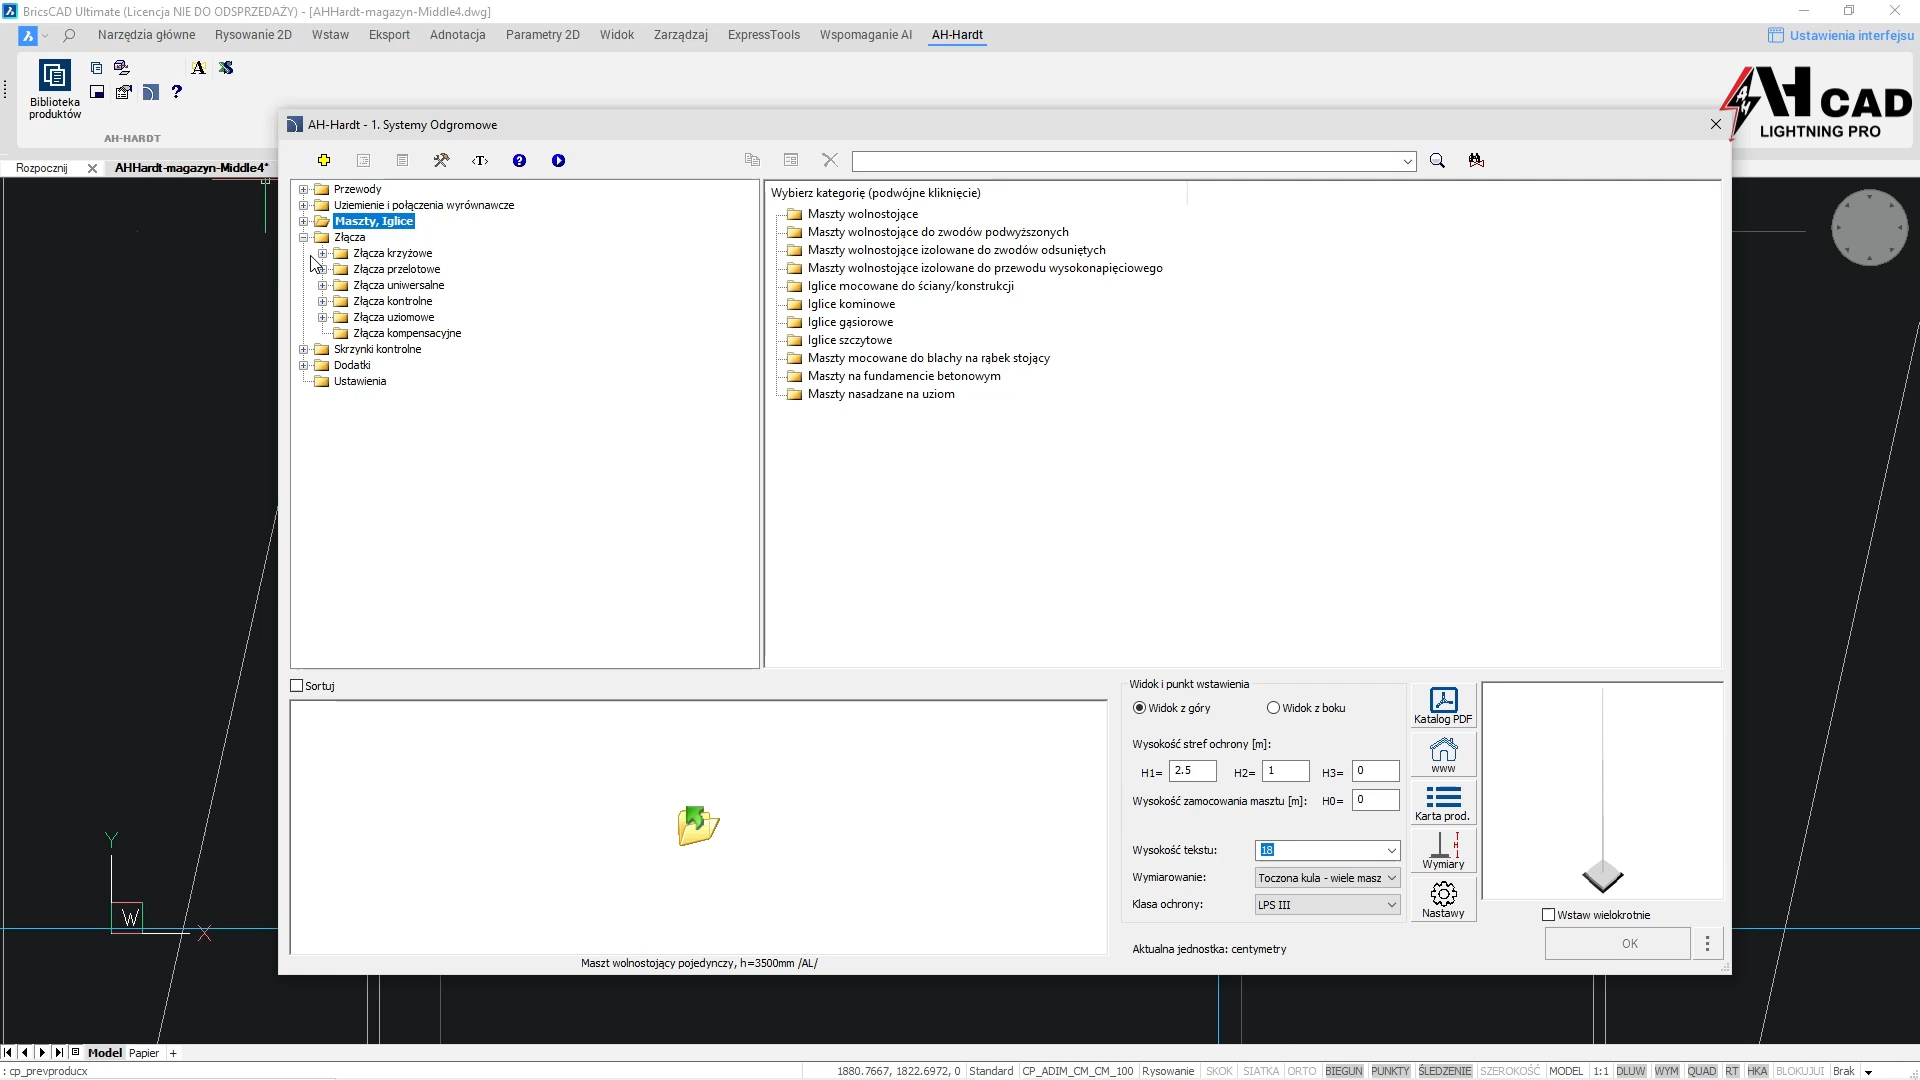 BricsCAD Ultimate (Licencja NIE DO ODSPRZEDAŻY) - [AHHardt-magazyn-Middle4.dwg]
Narzędzia główne Rysowanie 2D Wstaw Eksport Adnotacja Parametry 2D Widok Zarządzaj ExpressTools Wspomaganie AI AH-Hardt Ustawienia interfejsu
Biblioteka
produktów
AH-HARDT
AH CAD
LIGHTNING PRO
Rozpocznij AHHardt-magazyn-Middle4*
AH-Hardt - 1. Systemy Odgromowe
Przewody
Uziemienie i połączenia wyrównawcze
Maszty, Iglice
Złącza
Złącza krzyżowe
Złącza przelotowe
Złącza uniwersalne
Złącza kontrolne
Złącza uziomowe
Złącza kompensacyjne
Skrzynki kontrolne
Dodatki
Ustawienia
Wybierz kategorię (podwójne kliknięcie)
Maszty wolnostojące
Maszty wolnostojące do zwodów podwyższonych
Maszty wolnostojące izolowane do zwodów odsuniętych
Maszty wolnostojące izolowane do przewodu wysokonapięciowego
Iglice mocowane do ściany/konstrukcji
Iglice kominowe
Iglice gąsiorowe
Iglice szczytowe
Maszty mocowane do blachy na rąbek stojący
Maszty na fundamencie betonowym
Maszty nasadzane na uziom
Sortuj
Maszt wolnostojący pojedynczy, h=3500mm /AL/
Widok i punkt wstawienia
Widok z góry Widok z boku
Wysokość stref ochrony [m]:
H1= 2.5 H2= 1 H3= 0
Wysokość zamocowania masztu [m]: H0= 0
Wysokość tekstu: 18
Wymiarowanie: Toczona kula - wiele masz
Klasa ochrony: LPS III
Aktualna jednostka: centymetry
Katalog PDF
www
Karta prod.
Wymiary
Nastawy
Wstaw wielokrotnie
OK
Y
W
X
Model Papier +
: cp_prevproducx
1880.7667, 1822.6972, 0 Standard CP_ADIM_CM_CM_100 Rysowanie SKOK SIATKA ORTO BIEGUN PUNKTY ŚLEDZENIE SZEROKOŚĆ MODEL 1:1 DLUW WYM QUAD RT HKA BLOKUJUI Brak